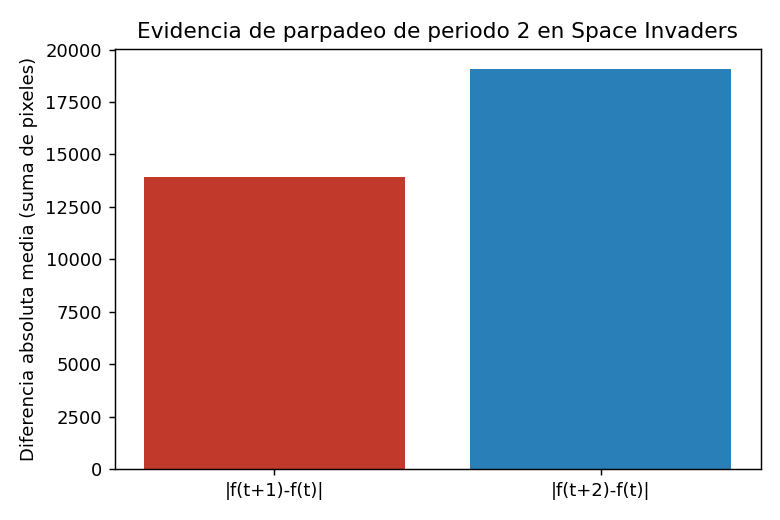 Evidencia de parpadeo de periodo 2 en Space Invaders
Diferencia absoluta media (suma de pixeles)
20000
17500
15000
12500
10000
7500
5000
2500
0
|f(t+1)-f(t)|
|f(t+2)-f(t)|